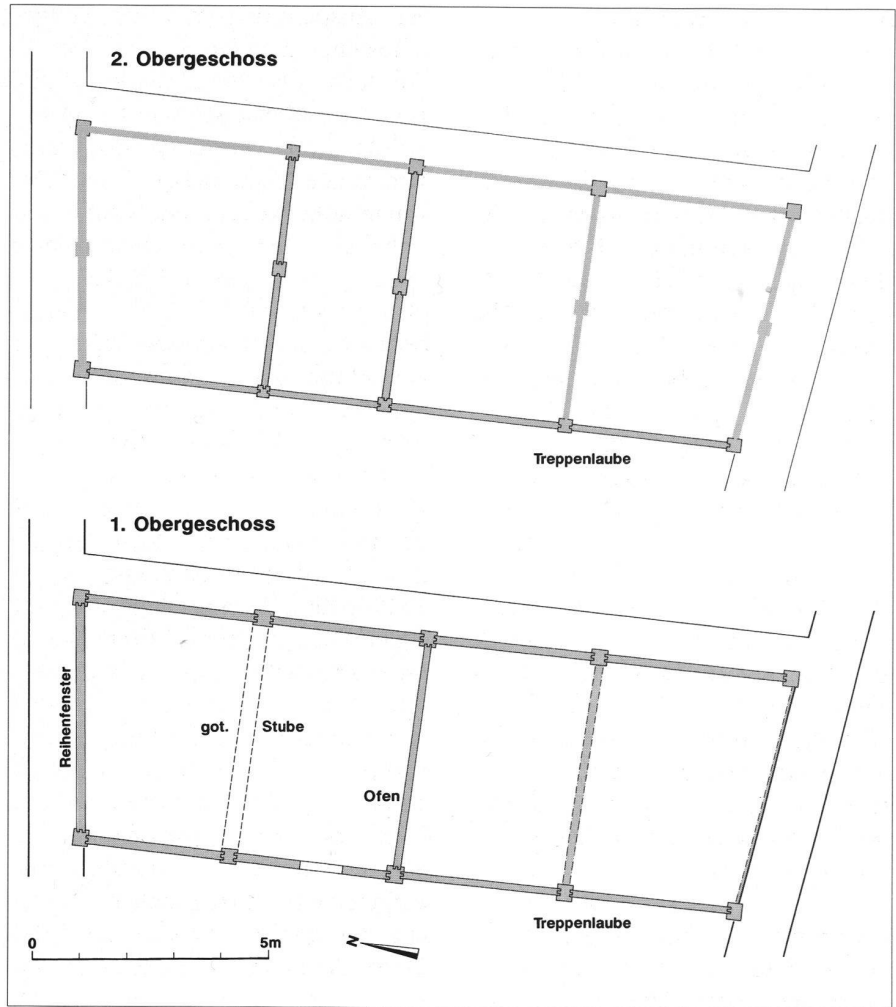 2. Obergeschoss
Treppenlaube
1. Obergeschoss
Reihenfenster
got. Stube
Ofen
Treppenlaube
0 5m
N